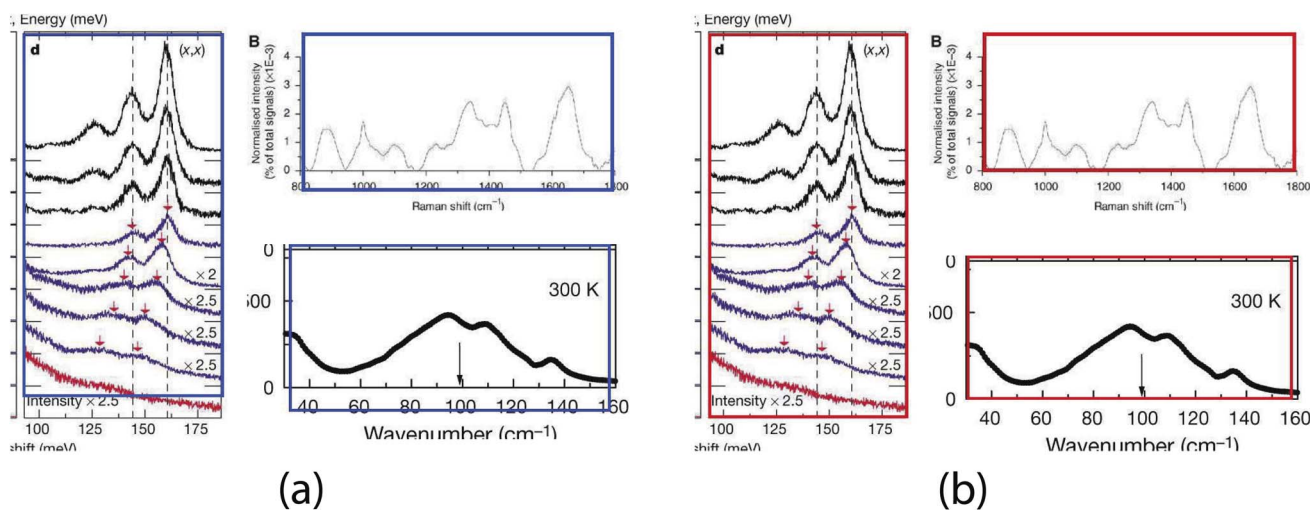 , Energy (meV)
d
(x,x)
×2
×2.5
×2.5
×2.5
Intensity ×2.5
100 125 150 175
shift (meV)
B
Normalised intensity
(% of total signals) (×1E–3)
4
3
2
1
0
800 1000 1200 1400 1600 1800
Raman shift (cm⁻¹)
0
500
0
300 K
40 60 80 100 120 140 160
Wavenumber (cm⁻¹)
(a)
, Energy (meV)
d
(x,x)
×2
×2.5
×2.5
×2.5
Intensity ×2.5
100 125 150 175
shift (meV)
B
Normalised intensity
(% of total signals) (×1E–3)
4
3
2
1
0
800 1000 1200 1400 1600 1800
Raman shift (cm⁻¹)
0
500
0
300 K
40 60 80 100 120 140 160
Wavenumber (cm⁻¹)
(b)